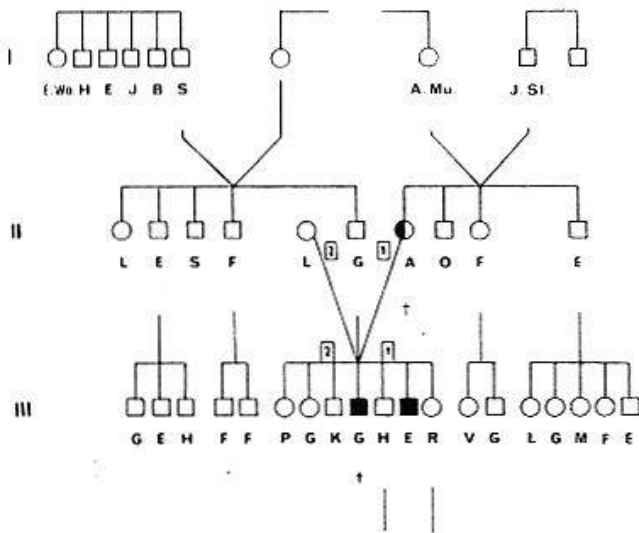 I
E.Wo H E J B S A.Mu. J.Sl.
II
L E S F L G A O F E
2 1
†
2 1
III
G E H F F P G K G H E R V G L G M F E
†